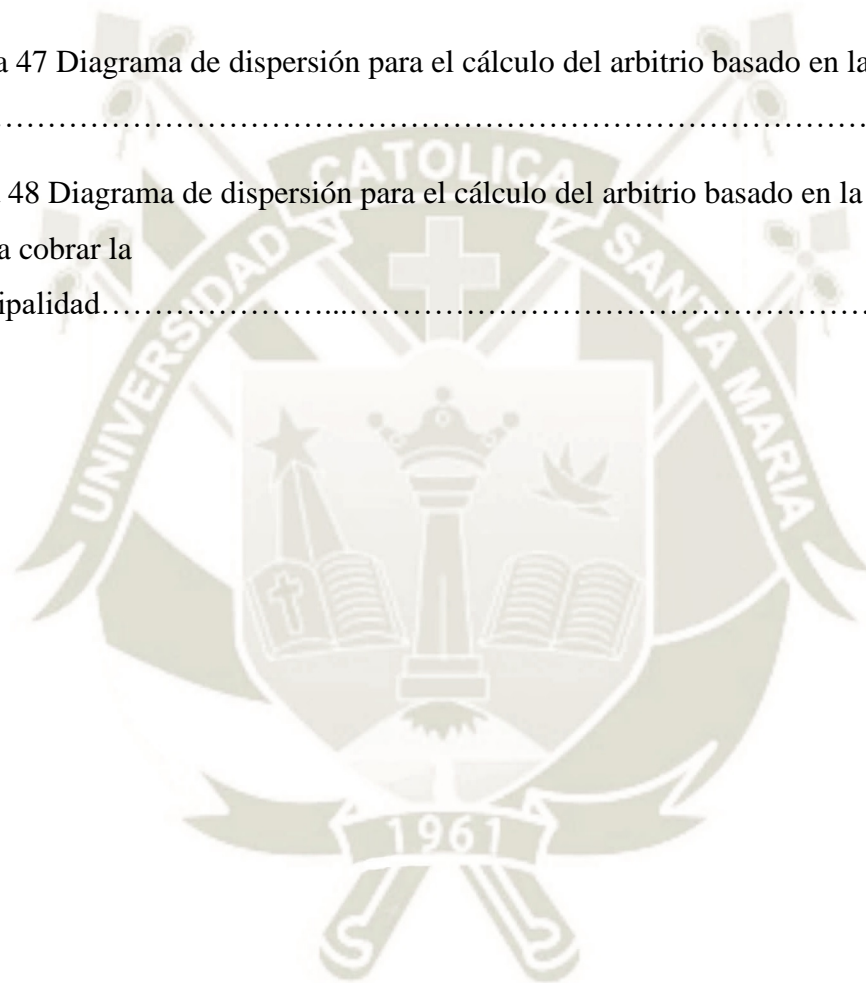 a 47 Diagrama de dispersión para el cálculo del arbitrio basado en la
……………………………………………………………………………
48 Diagrama de dispersión para el cálculo del arbitrio basado en la
a cobrar la
ipalidad…………………...……………………………………………
CATOLICA
UNIVERSIDAD
SANTA MARIA
1961